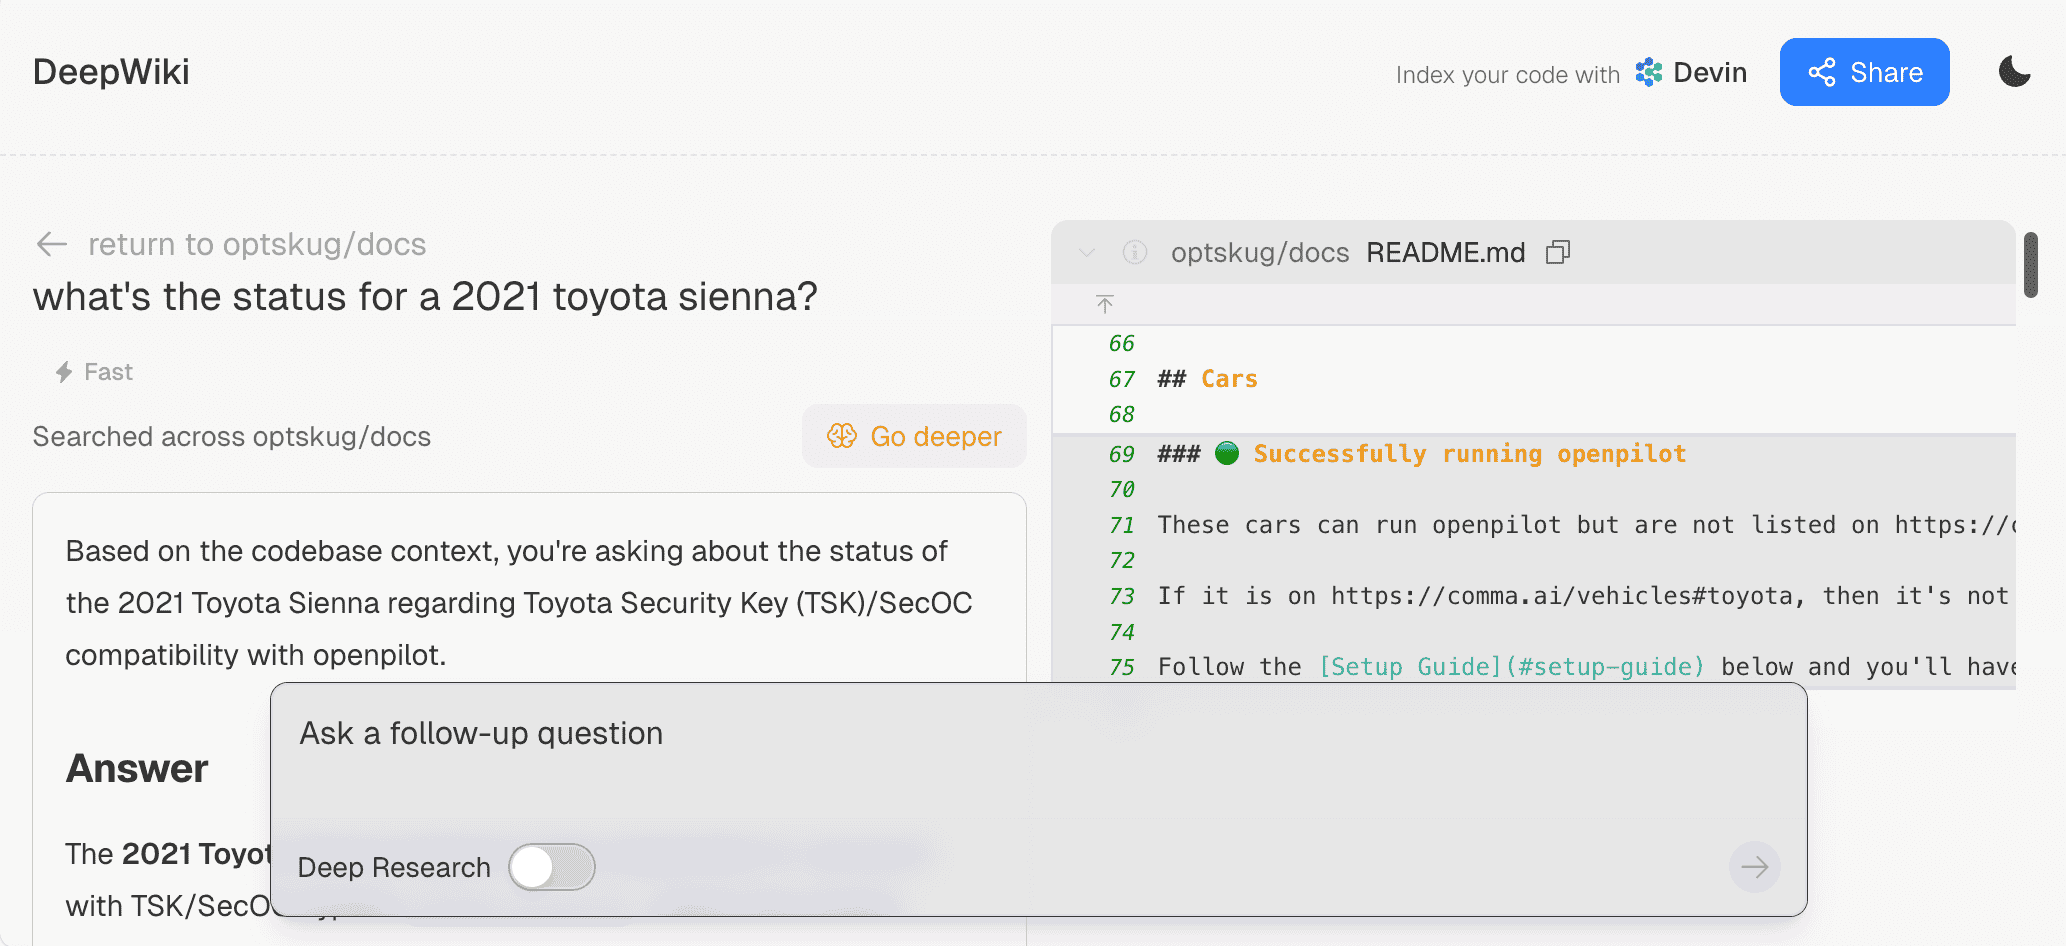 DeepWiki
Index your code with Devin
Share
return to optskug/docs
what's the status for a 2021 toyota sienna?
Fast
Searched across optskug/docs
Go deeper
Based on the codebase context, you're asking about the status of
the 2021 Toyota Sienna regarding Toyota Security Key (TSK)/SecOC
compatibility with openpilot.
Answer
The 2021 Toyot
with TSK/SecO
optskug/docs README.md
66
67 ## Cars
68
69 ### 🟢 Successfully running openpilot
70
71 These cars can run openpilot but are not listed on https://c
72
73 If it is on https://comma.ai/vehicles#toyota, then it's not
74
75 Follow the [Setup Guide](#setup-guide) below and you'll have
Ask a follow-up question
Deep Research